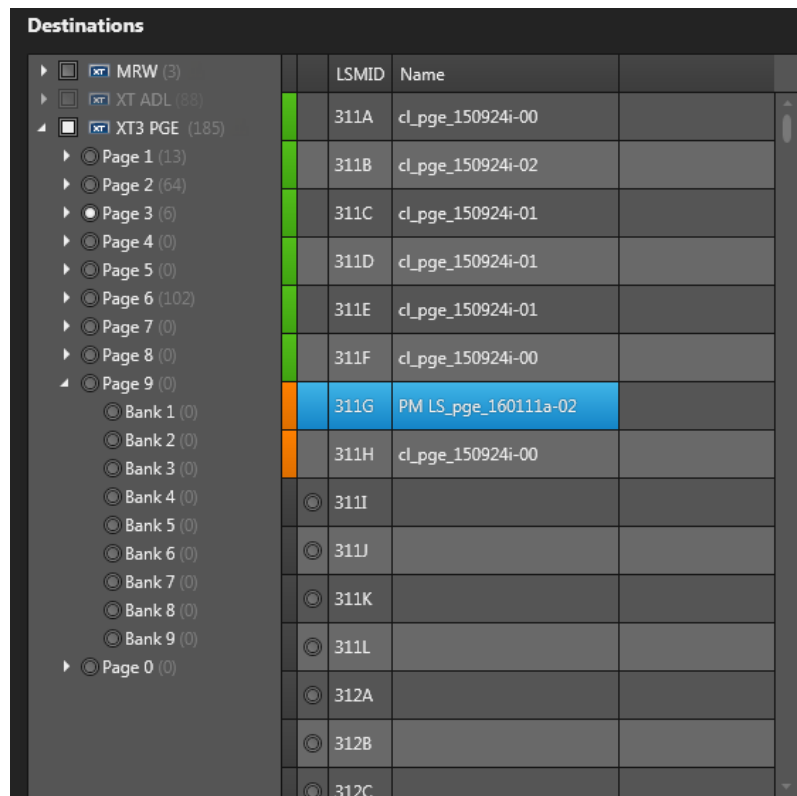 Destinations
XT MRW (3)
XT XT ADL (88)
XT XT3 PGE (185)
Page 1 (13)
Page 2 (64)
Page 3 (6)
Page 4 (0)
Page 5 (0)
Page 6 (102)
Page 7 (0)
Page 8 (0)
Page 9 (0)
Bank 1 (0)
Bank 2 (0)
Bank 3 (0)
Bank 4 (0)
Bank 5 (0)
Bank 6 (0)
Bank 7 (0)
Bank 8 (0)
Bank 9 (0)
Page 0 (0)
LSMID Name
311A cl_pge_150924i-00
311B cl_pge_150924i-02
311C cl_pge_150924i-01
311D cl_pge_150924i-01
311E cl_pge_150924i-01
311F cl_pge_150924i-00
311G PM LS_pge_160111a-02
311H cl_pge_150924i-00
311I
311J
311K
311L
312A
312B
312C